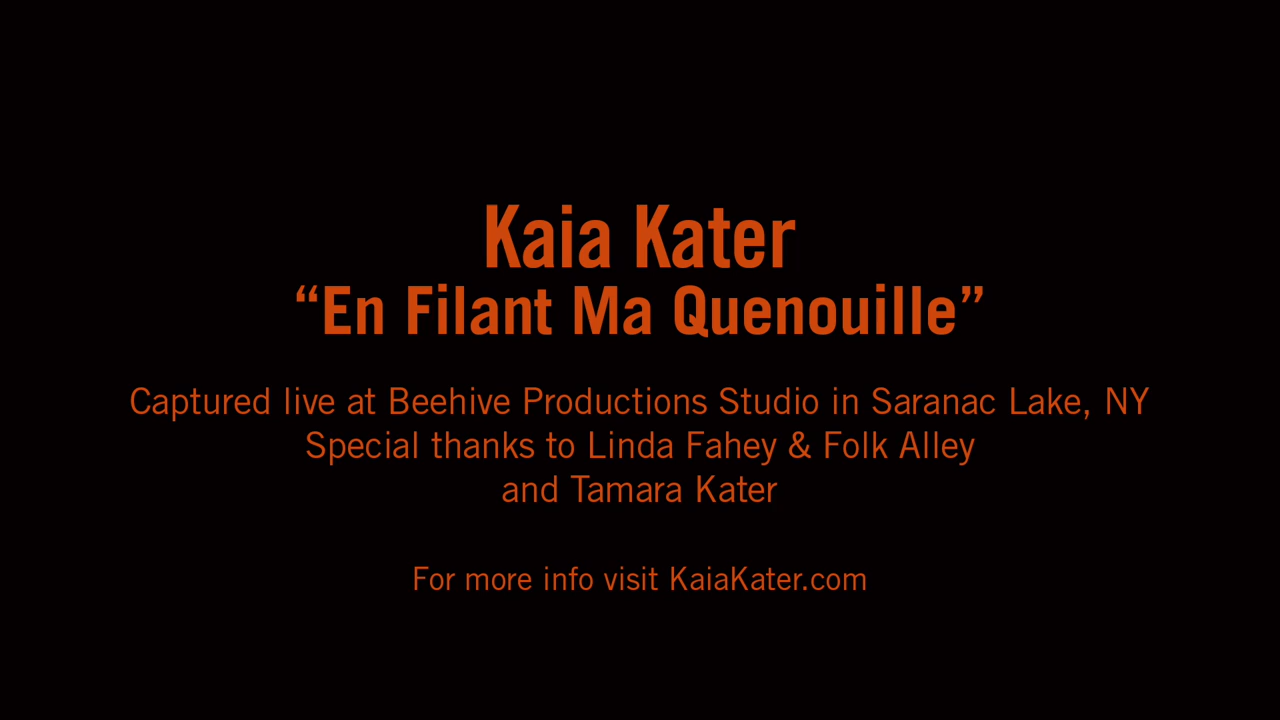 Kaia Kater
“En Filant Ma Quenouille”
Captured live at Beehive Productions Studio in Saranac Lake, NY
Special thanks to Linda Fahey & Folk Alley
and Tamara Kater
For more info visit KaiaKater.com